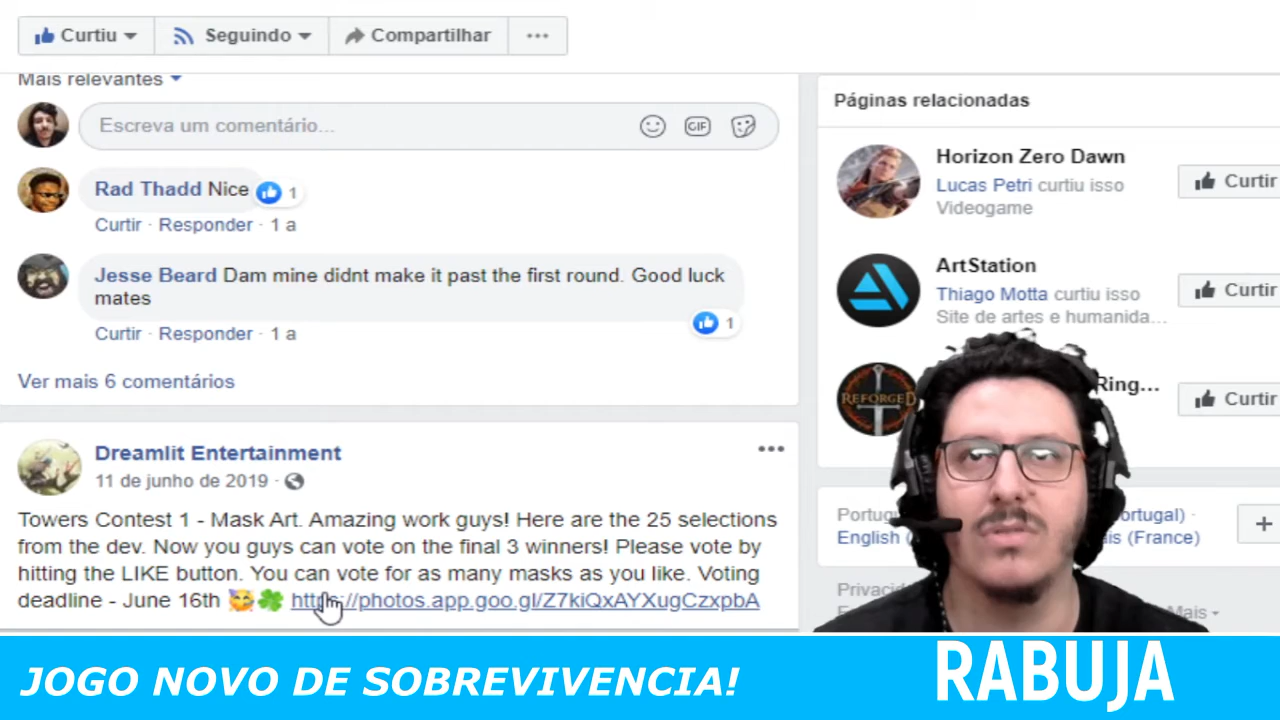 Curtiu
Seguindo
Compartilhar
Mais relevantes
Escreva um comentário...
GIF
Rad Thadd Nice
1
Curtir · Responder · 1 a
Jesse Beard Dam mine didnt make it past the first round. Good luck
mates
1
Curtir · Responder · 1 a
Ver mais 6 comentários
Dreamlit Entertainment
11 de junho de 2019 ·
Towers Contest 1 - Mask Art. Amazing work guys! Here are the 25 selections
from the dev. Now you guys can vote on the final 3 winners! Please vote by
hitting the LIKE button. You can vote for as many masks as you like. Voting
deadline - June 16th 🥳🍀 https://photos.app.goo.gl/Z7kiQxAYXugCzxpbA
Páginas relacionadas
Horizon Zero Dawn
Lucas Petri curtiu isso
Videogame
Curtir
ArtStation
Thiago Motta curtiu isso
Site de artes e humanida...
Curtir
REFORGED
Ring...
Curtir
English
(France)
Mais
JOGO NOVO DE SOBREVIVENCIA!
RABUJA